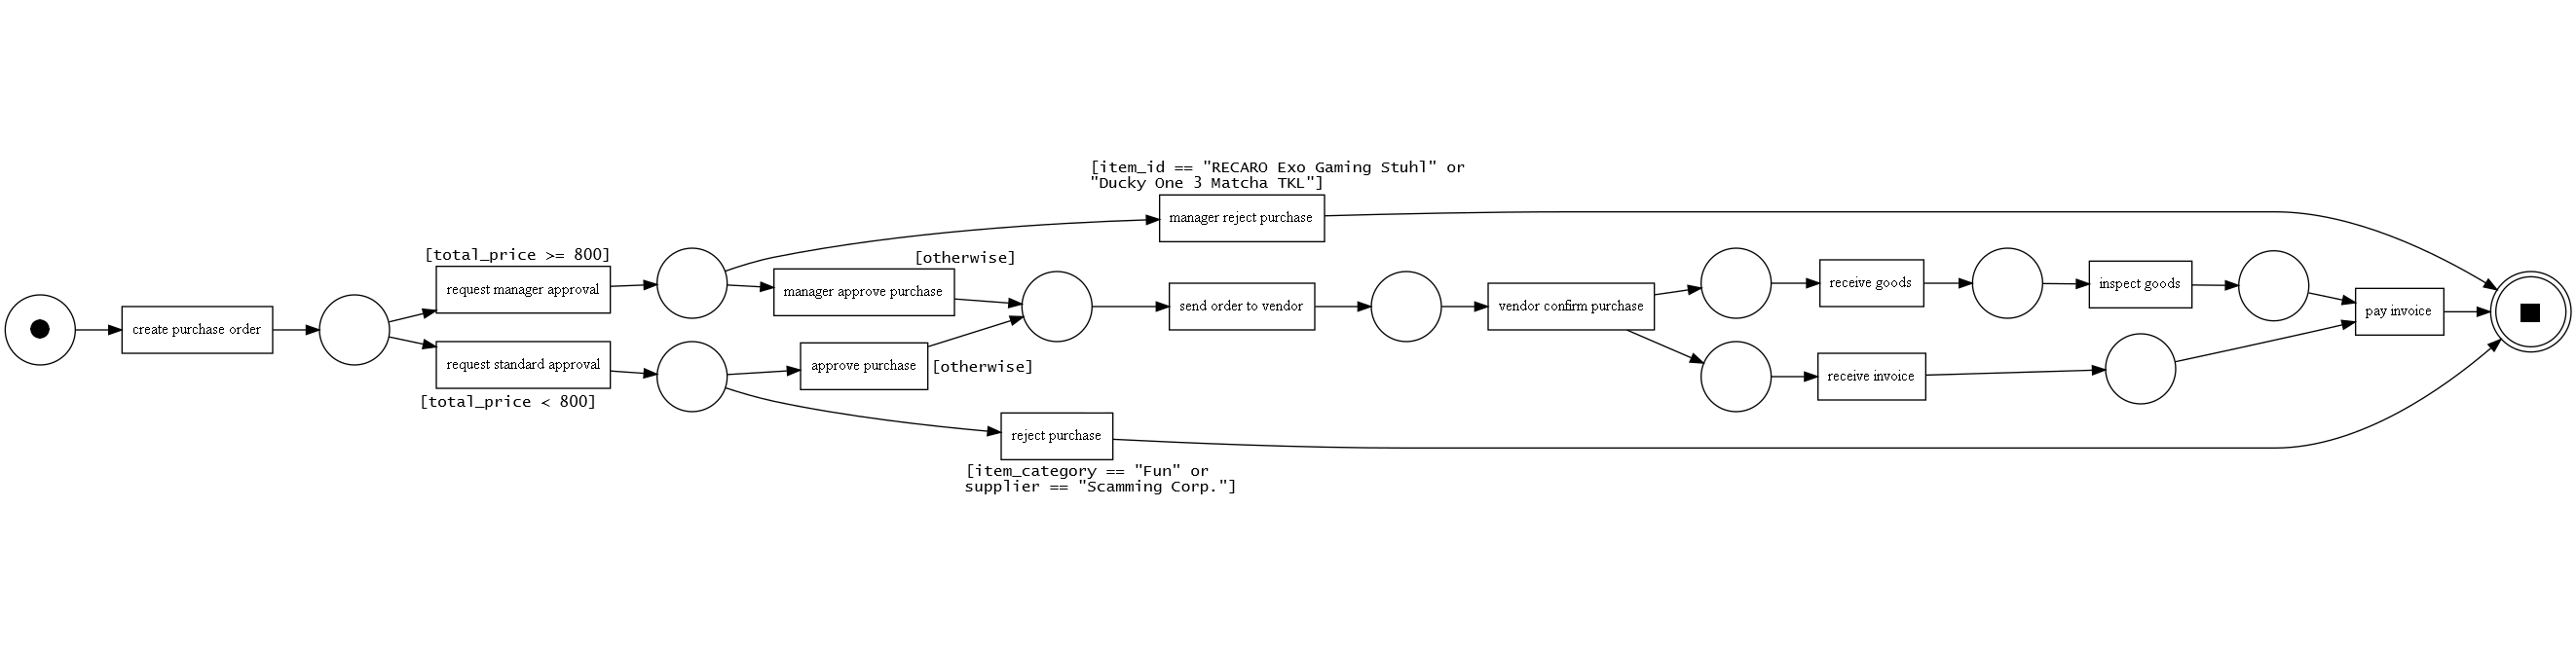 [item_id == "RECARO Exo Gaming Stuhl" or
"Ducky One 3 Matcha TKL"]
manager reject purchase
[total_price >= 800]
request manager approval
[otherwise]
manager approve purchase
create purchase order
request standard approval
[total_price < 800]
approve purchase
[otherwise]
reject purchase
[item_category == "Fun" or
supplier == "Scamming Corp."]
send order to vendor
vendor confirm purchase
receive goods
inspect goods
receive invoice
pay invoice